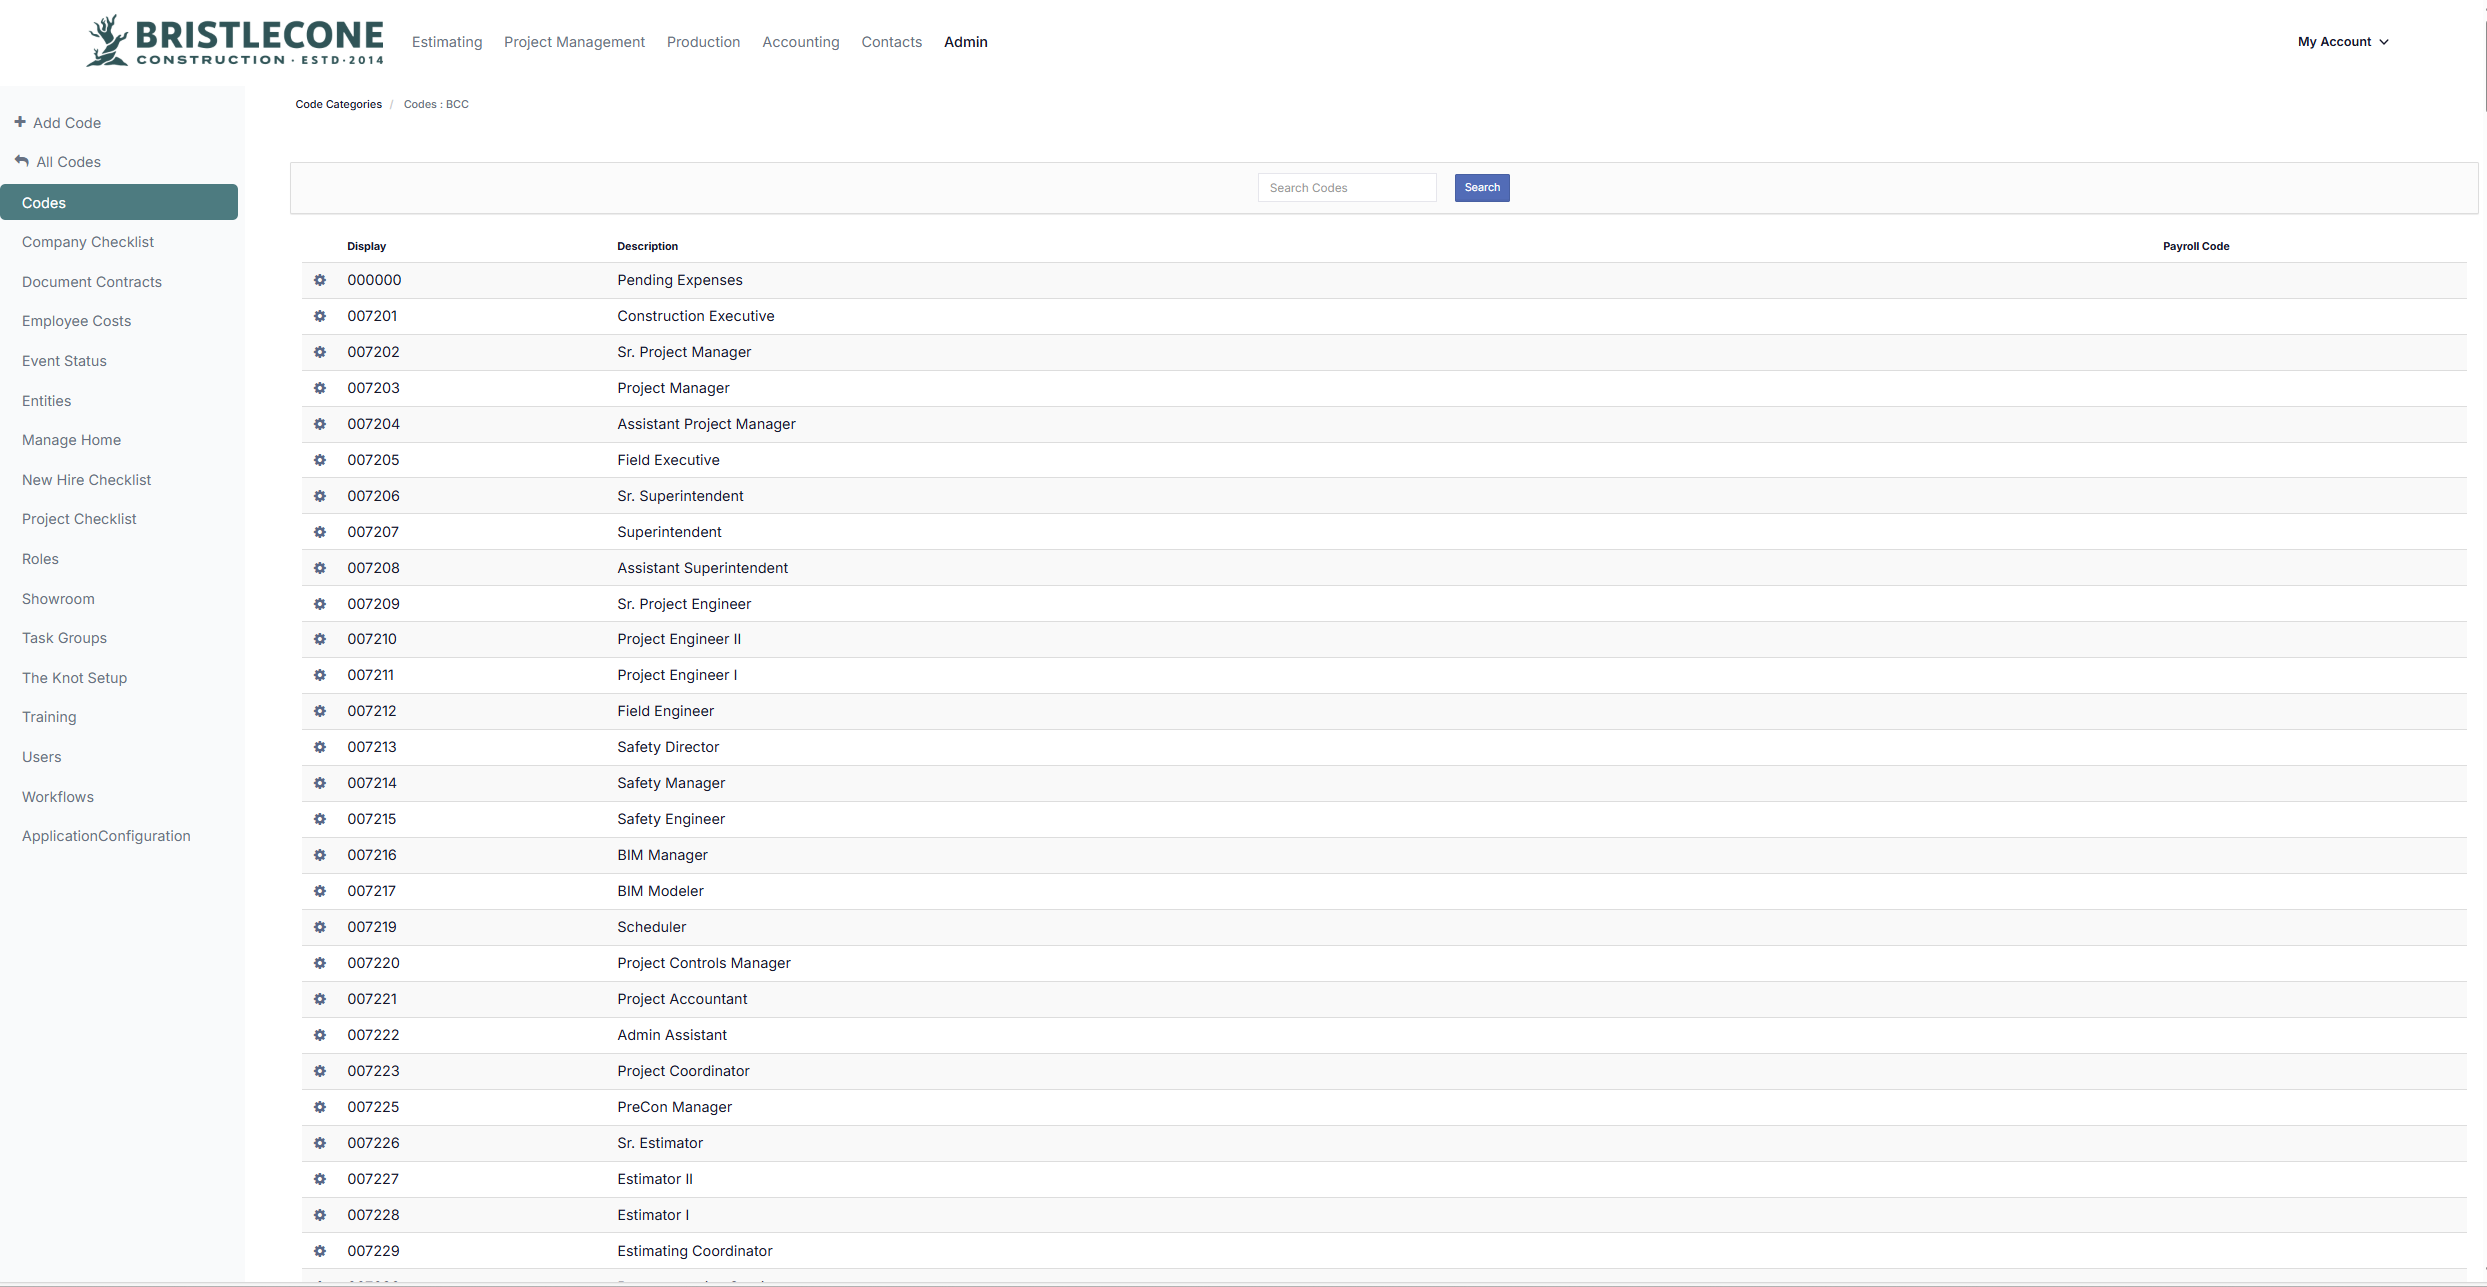 BRISTLECONE
CONSTRUCTION · ESTD · 2014
Estimating Project Management Production Accounting Contacts Admin
My Account
Code Categories / Codes : BCC
Add Code
All Codes
Codes
Company Checklist
Document Contracts
Employee Costs
Event Status
Entities
Manage Home
New Hire Checklist
Project Checklist
Roles
Showroom
Task Groups
The Knot Setup
Training
Users
Workflows
ApplicationConfiguration
Search Codes Search
Display Description Payroll Code
000000 Pending Expenses
007201 Construction Executive
007202 Sr. Project Manager
007203 Project Manager
007204 Assistant Project Manager
007205 Field Executive
007206 Sr. Superintendent
007207 Superintendent
007208 Assistant Superintendent
007209 Sr. Project Engineer
007210 Project Engineer II
007211 Project Engineer I
007212 Field Engineer
007213 Safety Director
007214 Safety Manager
007215 Safety Engineer
007216 BIM Manager
007217 BIM Modeler
007219 Scheduler
007220 Project Controls Manager
007221 Project Accountant
007222 Admin Assistant
007223 Project Coordinator
007225 PreCon Manager
007226 Sr. Estimator
007227 Estimator II
007228 Estimator I
007229 Estimating Coordinator